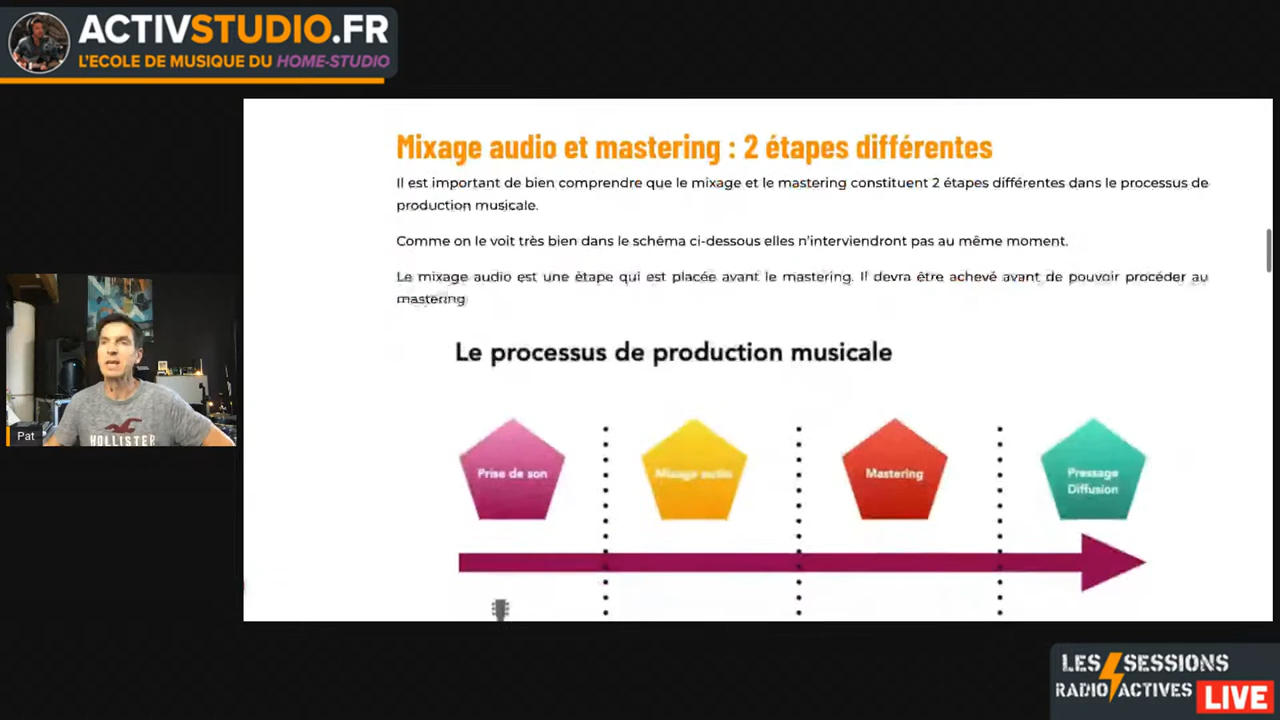 ACTIVSTUDIO.FR
L'ECOLE DE MUSIQUE DU HOME-STUDIO
Mixage audio et mastering : 2 étapes différentes
Il est important de bien comprendre que le mixage et le mastering constituent 2 étapes différentes dans le processus de
production musicale.
Comme on le voit très bien dans le schéma ci-dessous elles n'interviendront pas au même moment.
Le mixage audio est une étape qui est placée avant le mastering. Il devra être achevé avant de pouvoir procéder au
mastering
Le processus de production musicale
Prise de son
Mixage audio
Mastering
Pressage
Diffusion
Pat
HOLLISTER
LES SESSIONS
RADIO ACTIVES LIVE